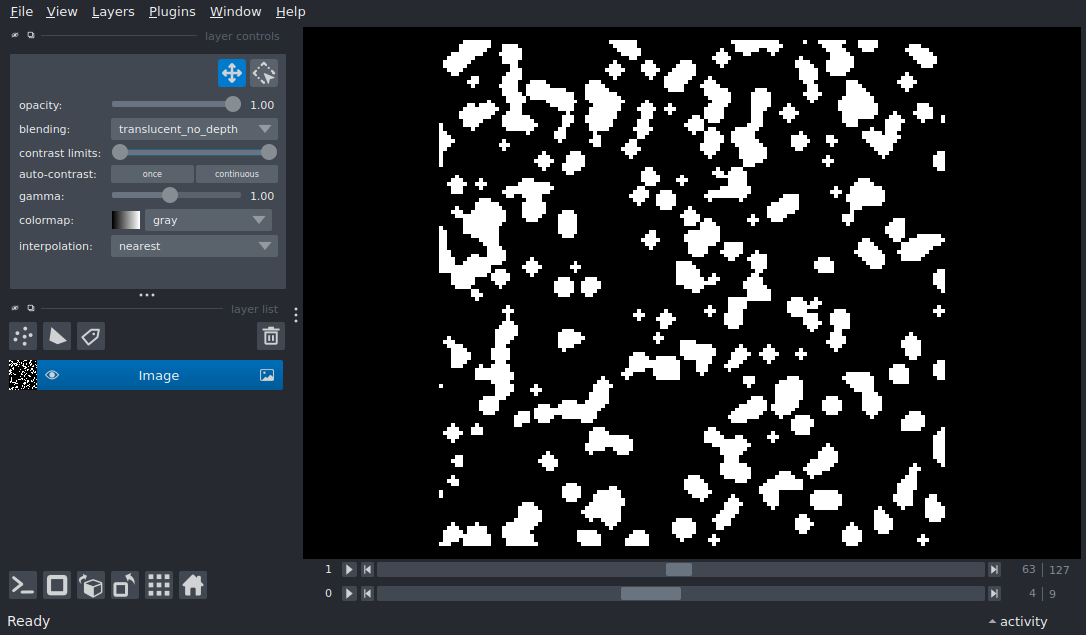 File View Layers Plugins Window Help
layer controls
opacity: 1.00
blending: translucent_no_depth
contrast limits:
auto-contrast: once continuous
gamma: 1.00
colormap: gray
interpolation: nearest
layer list
Image
1 63 127
0 4 9
Ready activity